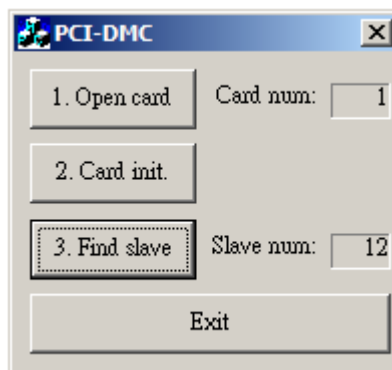 PCI-DMC
1. Open card Card num: 1
2. Card init.
3. Find slave Slave num: 12
Exit